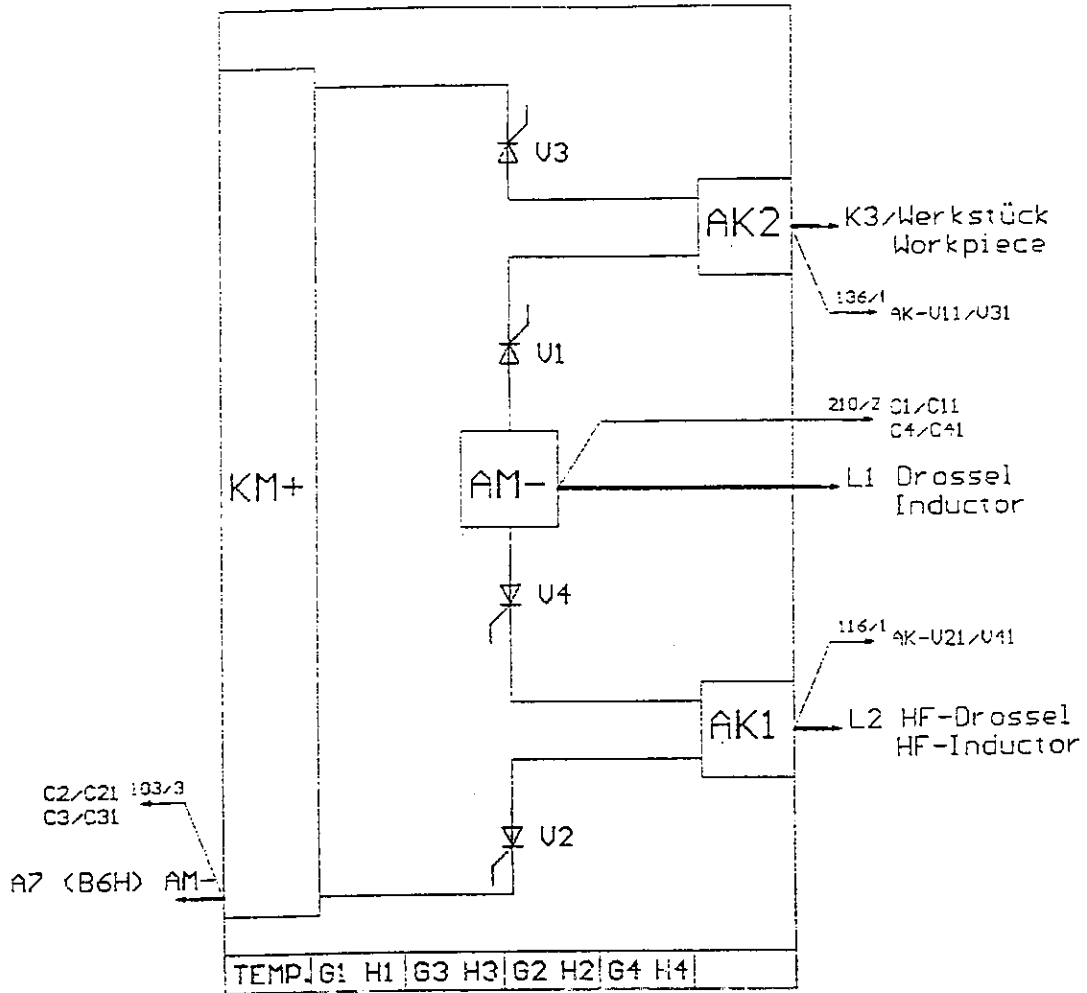 V3
AK2
K3/Werkstück
Workpiece
136/1
AK-V11/V31
V1
210/2 C1/C11
C4/C41
KM+
AM-
L1 Drossel
Inductor
V4
116/1
AK-V21/V41
AK1
L2 HF-Drossel
HF-Inductor
C2/C21 103/3
C3/C31
V2
A7 (B6H) AM-
TEMP. G1 H1 G3 H3 G2 H2 G4 H4